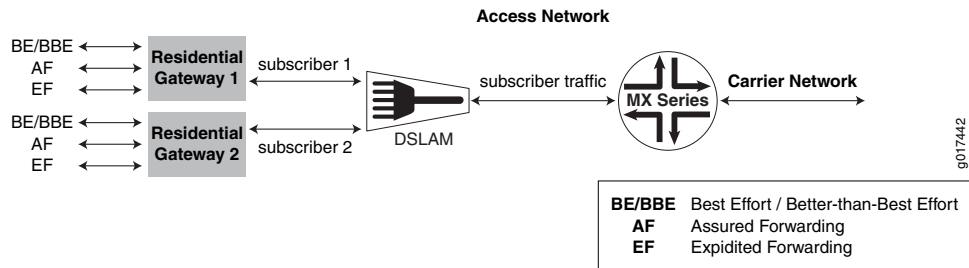 Access Network
BE/BBE
AF
EF
Residential
Gateway 1
subscriber 1
BE/BBE
AF
EF
Residential
Gateway 2
subscriber 2
DSLAM
subscriber traffic
MX Series
Carrier Network
g017442
BE/BBE Best Effort / Better-than-Best Effort
AF Assured Forwarding
EF Expidited Forwarding